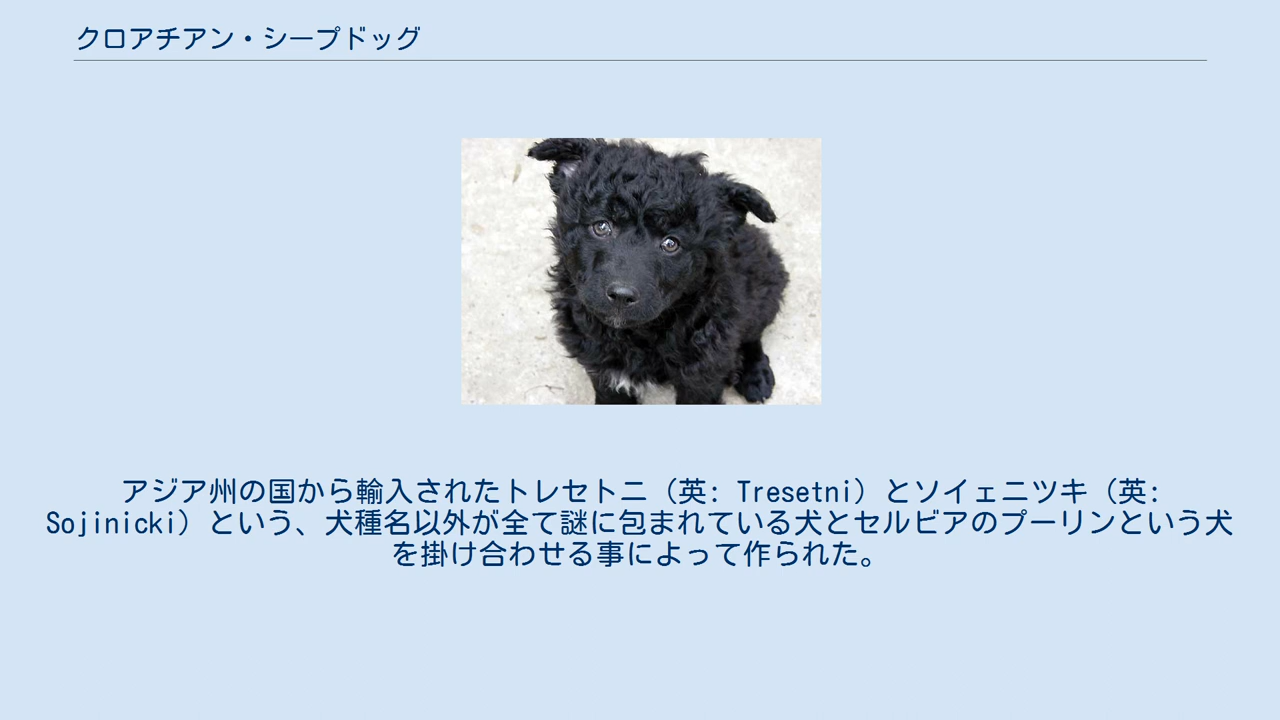 クロアチアン・シープドッグ
アジア州の国から輸入されたトレセトニ（英: Tresetni）とソイェニツキ（英:
Sojinicki）という、犬種名以外が全て謎に包まれている犬とセルビアのプーリンという犬
を掛け合わせる事によって作られた。